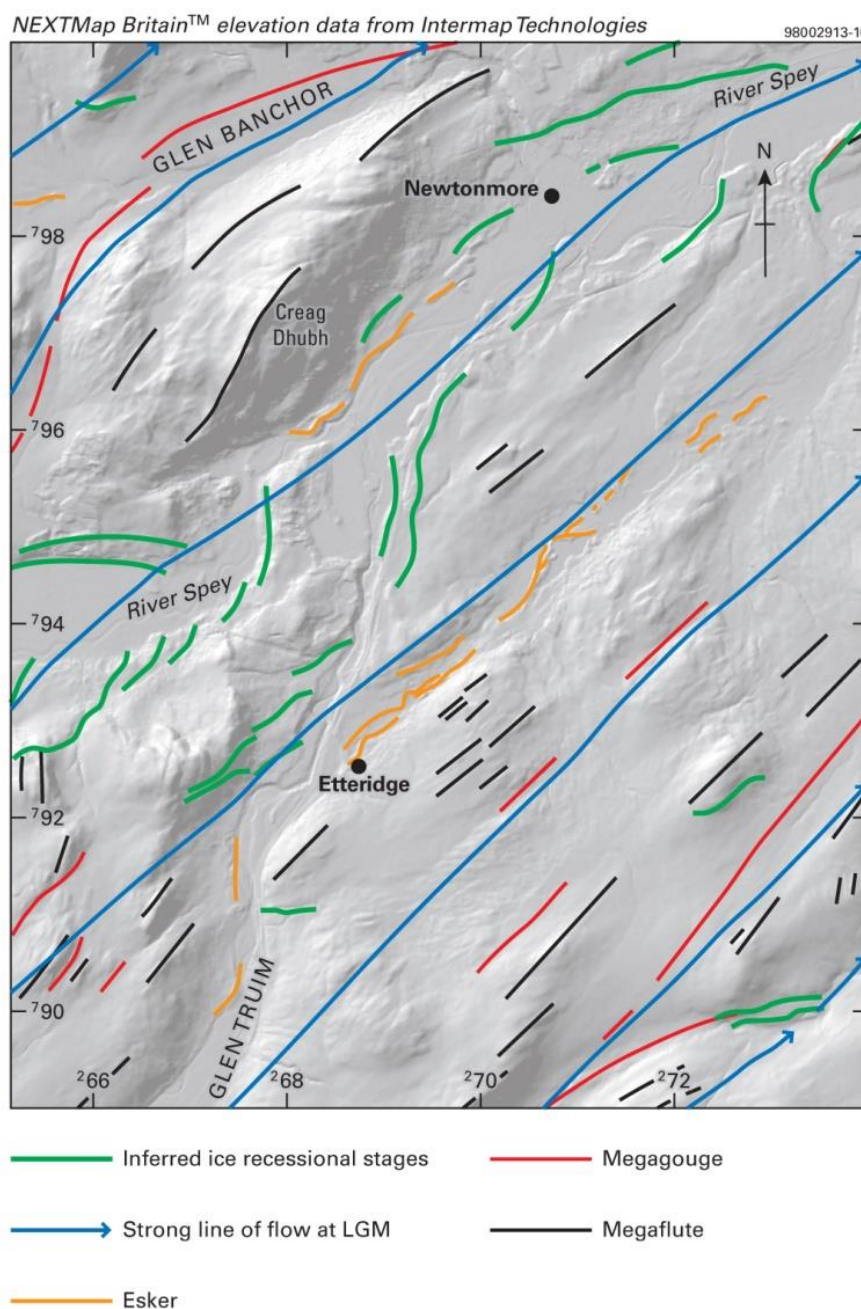 NEXTMap Britain™ elevation data from Intermap Technologies
98002913-10
River Spey
GLEN BANCHOR
N
Newtonmore
798
Creag
Dhubh
796
River Spey
794
Etteridge
792
790
GLEN TRUIM
266 268 270 272
Inferred ice recessional stages
Megagouge
Strong line of flow at LGM
Megaflute
Esker